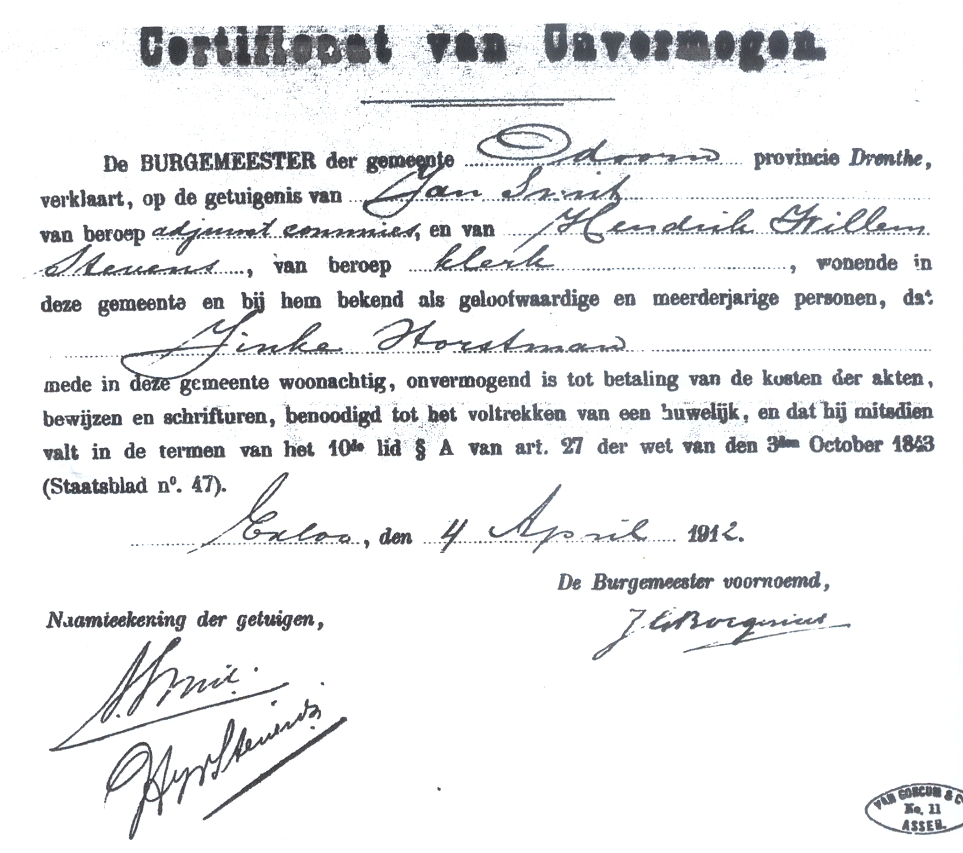 Certificaat van Onvermogen.
De BURGEMEESTER der gemeente Odoorn provincie Drenthe,
verklaart, op de getuigenis van Jan Smit
van beroep adjunct commies, en van Hendrik Willem
Stevens, van beroep klerk, wonende in
deze gemeente en bij hem bekend als geloofwaardige en meerderjarige personen, dat
Jinke Horstman
mede in deze gemeente woonachtig, onvermogend is tot betaling van de kosten der akten,
bewijzen en schrifturen, benoodigd tot het voltrekken van een huwelijk, en dat hij mitsdien
valt in de termen van het 10de lid § A van art. 27 der wet van den 3den October 1843
(Staatsblad n°. 47).
Exloo, den 4 April 1912.
De Burgemeester voornoemd,
Naamteekening der getuigen,
J Smit.
HW Stevens
VAN GORCUM & C
No. 11
ASSEN.